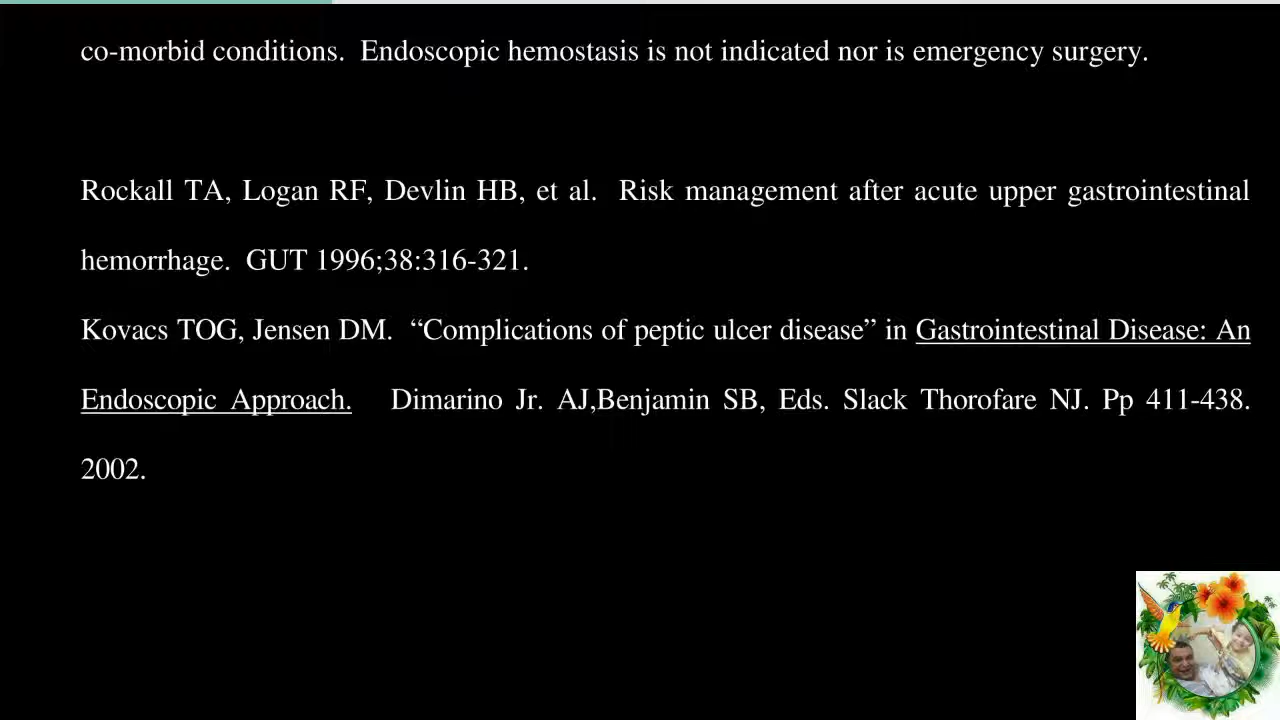 co-morbid conditions.  Endoscopic hemostasis is not indicated nor is emergency surgery.
Rockall TA, Logan RF, Devlin HB, et al.  Risk management after acute upper gastrointestinal
hemorrhage.  GUT 1996;38:316-321.
Kovacs TOG, Jensen DM.  “Complications of peptic ulcer disease” in Gastrointestinal Disease: An
Endoscopic Approach.  Dimarino Jr. AJ,Benjamin SB, Eds. Slack Thorofare NJ. Pp 411-438.
2002.